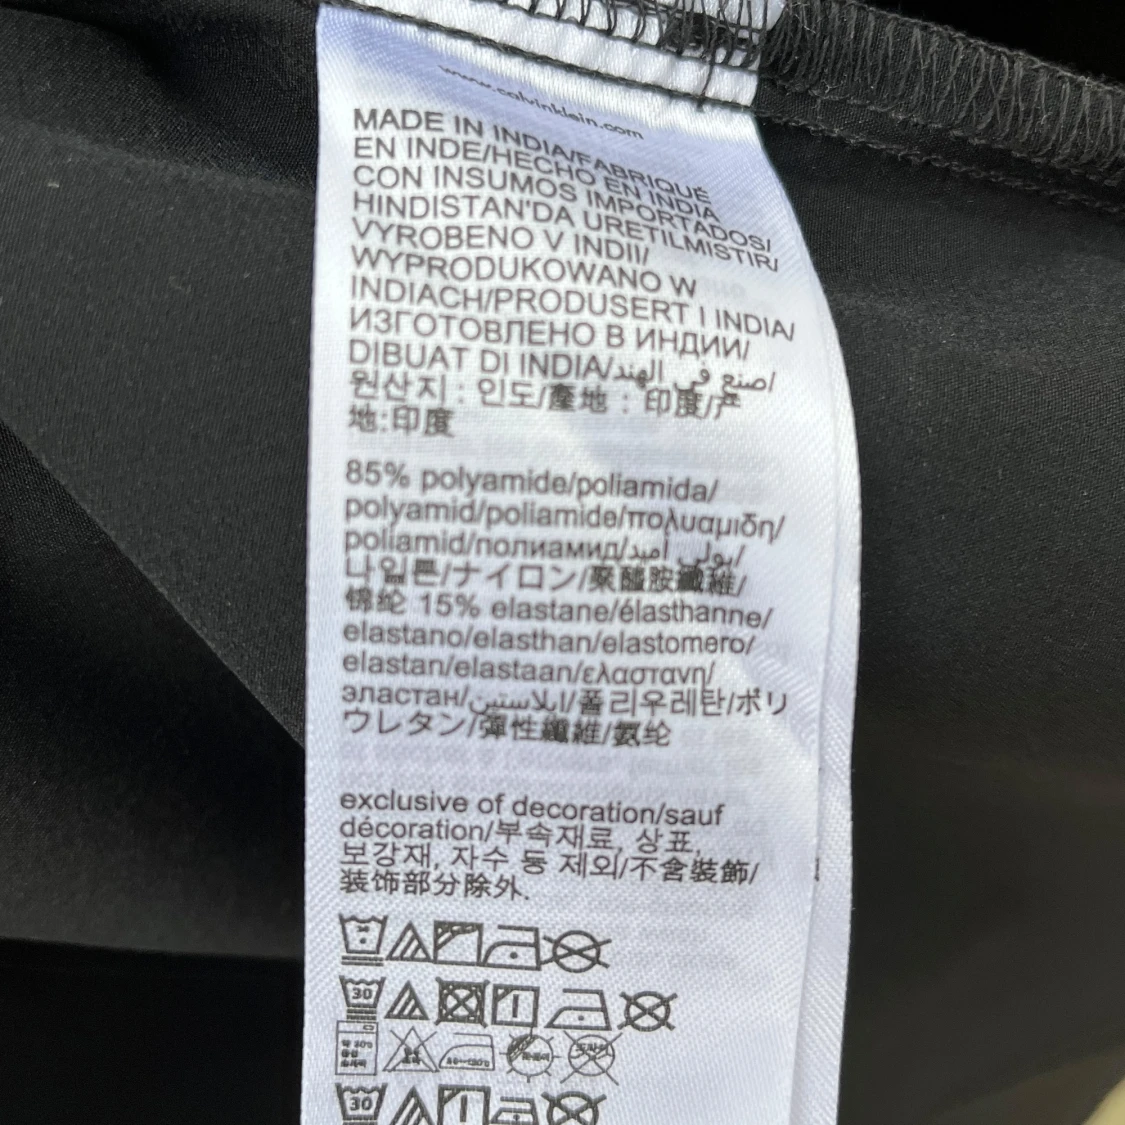 www.calvinklein.com
MADE IN INDIA/FABRIQUÉ
EN INDE/HECHO EN INDIA
CON INSUMOS IMPORTADOS/
HINDISTAN'DA URETILMISTIR/
VYROBENO V INDII/
WYPRODUKOWANO W
INDIACH/PRODUSERT I INDIA/
ИЗГОТОВЛЕНО В ИНДИИ/
DIBUAT DI INDIA/صنع في الهند/
원산지 : 인도/產地 : 印度/产
地:印度
85% polyamide/poliamida/
polyamid/poliamide/πολυαμιδη/
poliamid/полиамид/بولي أميد/
나일론/ナイロン/聚醯胺纖維/
锦纶 15% elastane/élasthanne/
elastano/elasthan/elastomero/
elastan/elastaan/ελαστανη/
эластан/ايلاستين/폴리우레탄/ポリ
ウレタン/彈性纖維/氨纶
exclusive of decoration/sauf
décoration/부속재료, 상표,
보강재, 자수 등 제외/不含裝飾/
装饰部分除外.
30
30